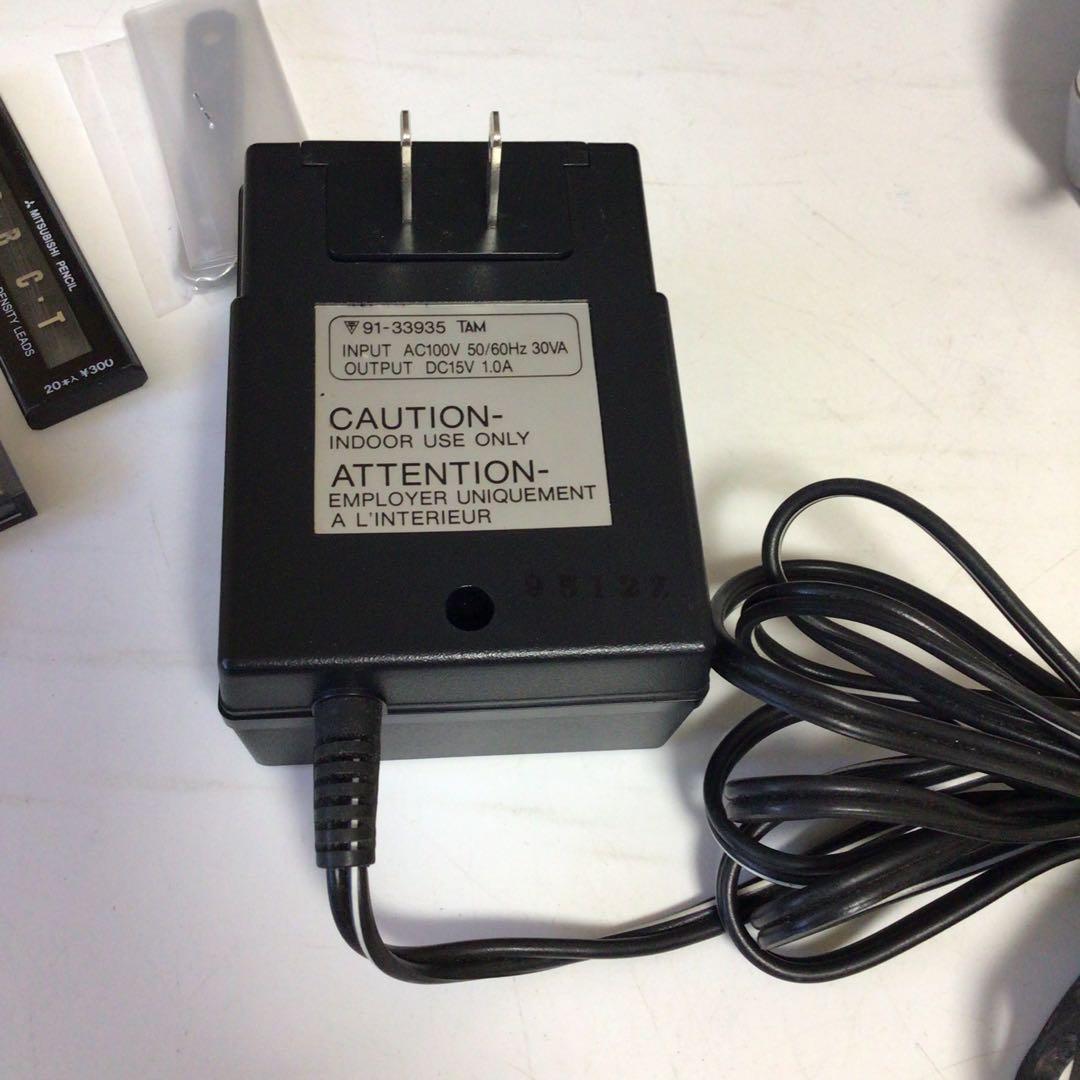 91-33935 TAM
INPUT AC100V 50/60Hz 30VA
OUTPUT DC15V 1.0A
CAUTION-
INDOOR USE ONLY
ATTENTION-
EMPLOYER UNIQUEMENT
A L'INTERIEUR
MITSUBISHI PENCIL
C・T
DENSITY LEADS
20本入 ¥300